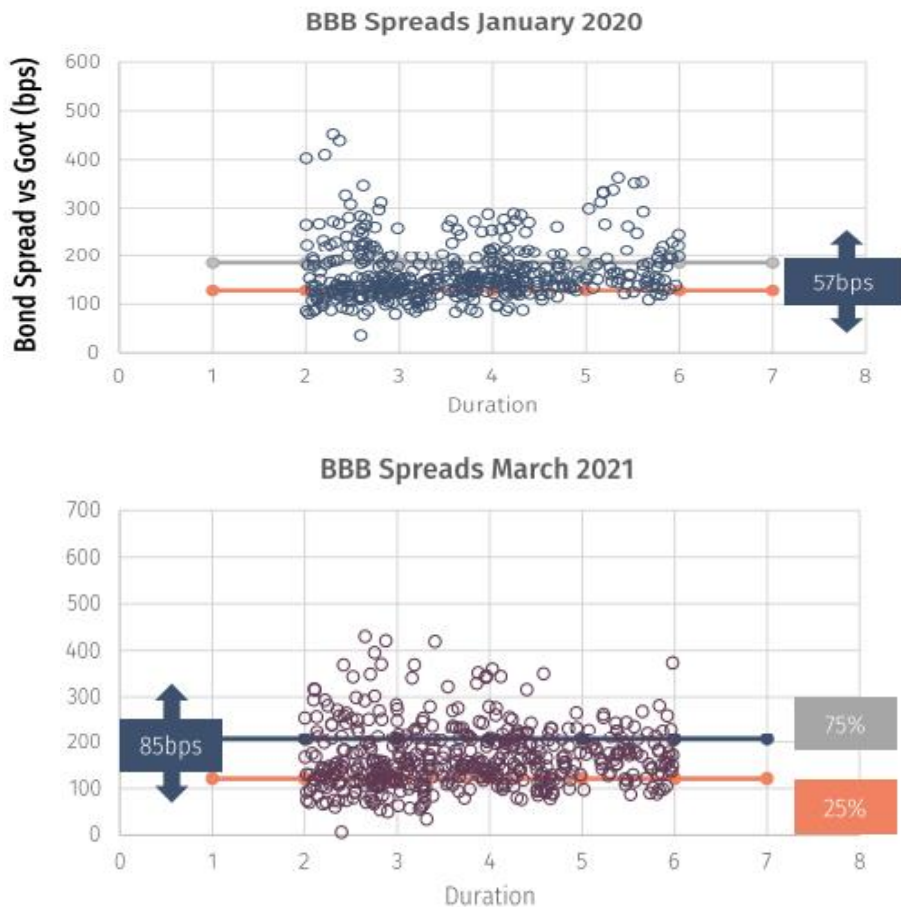 BBB Spreads January 2020
Bond Spread vs Govt (bps)
600
500
400
300
200
100
0
0 1 2 3 4 5 6 7 8
Duration
57bps
BBB Spreads March 2021
700
600
500
400
300
200
100
0
0 1 2 3 4 5 6 7 8
Duration
85bps
75%
25%